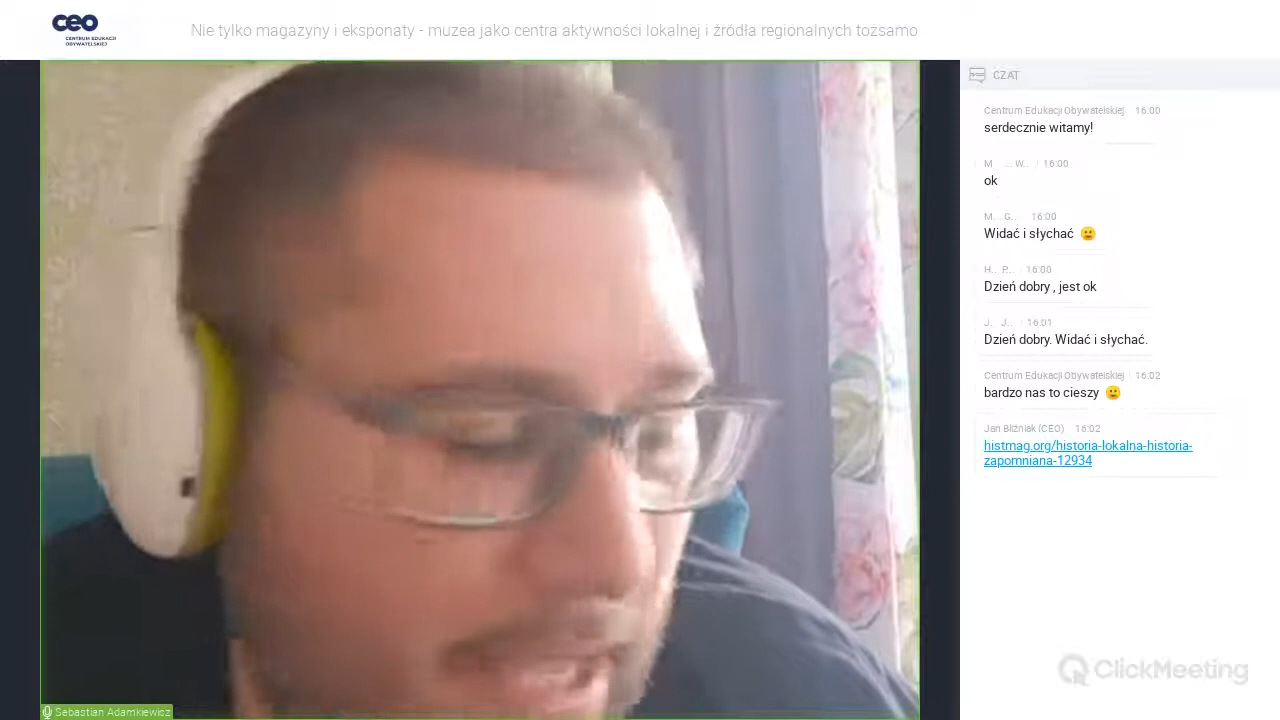 ceo
CENTRUM EDUKACJI
OBYWATELSKIEJ
Nie tylko magazyny i eksponaty - muzea jako centra aktywności lokalnej i źródła regionalnych tozsamo
CZAT
Centrum Edukacji Obywatelskiej 16:00
serdecznie witamy!
M ... W.. 16:00
ok
M... G.. 16:00
Widać i słychać 🙂
H.. P... 16:00
Dzień dobry , jest ok
J. J.. 16:01
Dzień dobry. Widać i słychać.
Centrum Edukacji Obywatelskiej 16:02
bardzo nas to cieszy 🙂
Jan Bliźniak (CEO) 16:02
histmag.org/historia-lokalna-historia-
zapomniana-12934
ClickMeeting
Sebastian Adamkiewicz